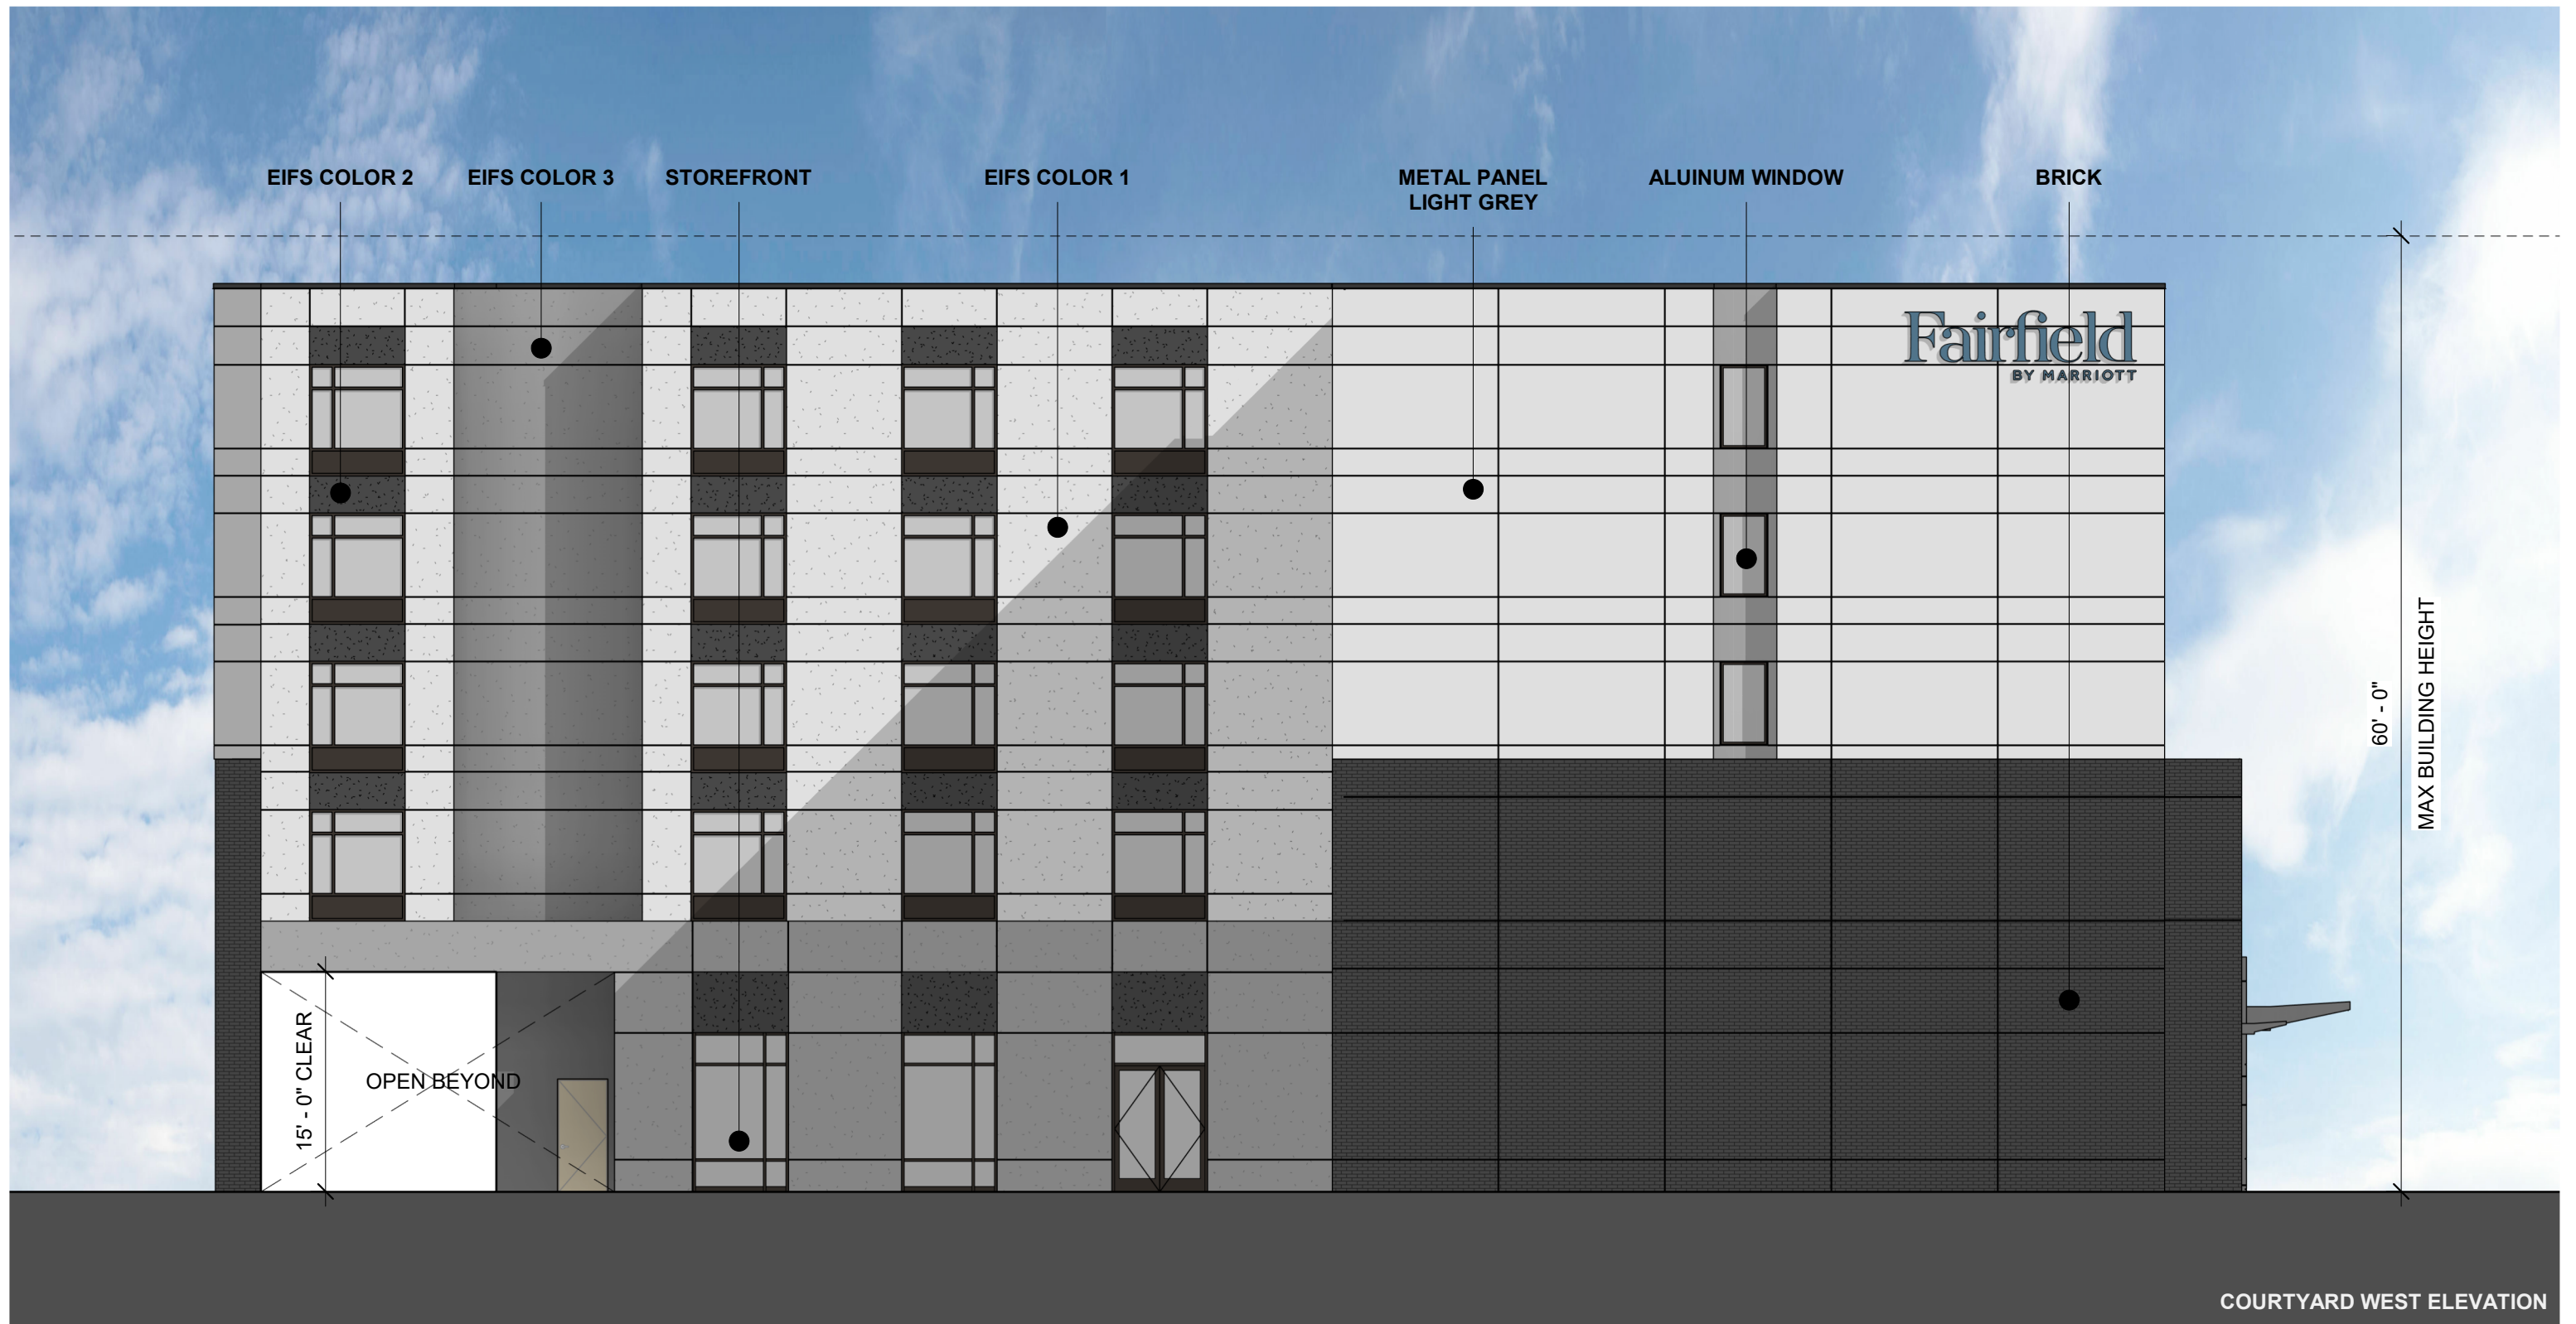 EIFS COLOR 2
EIFS COLOR 3
STOREFRONT
EIFS COLOR 1
METAL PANEL
LIGHT GREY
ALUINUM WINDOW
BRICK
Fairfield
BY MARRIOTT
60' - 0"
MAX BUILDING HEIGHT
15' - 0" CLEAR
OPEN BEYOND
COURTYARD WEST ELEVATION